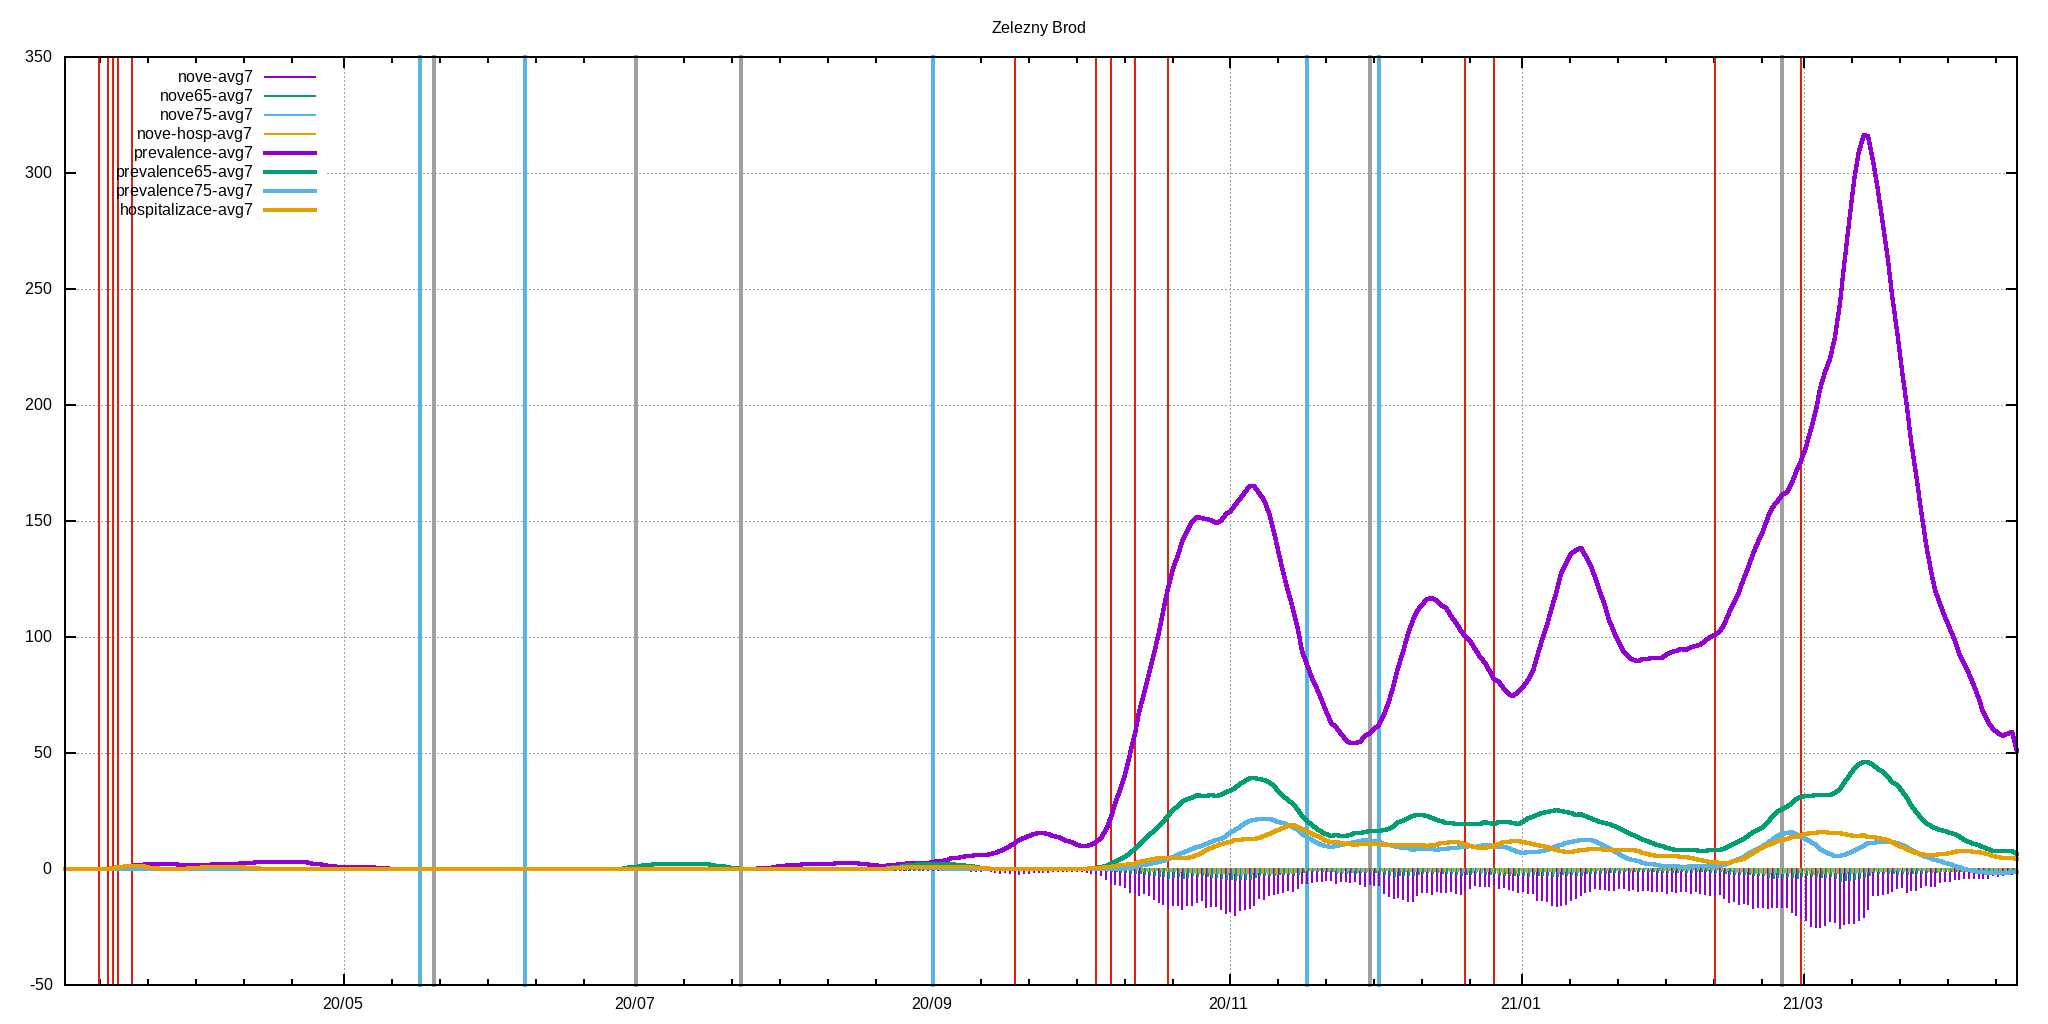 Zelezny Brod
350
300
250
200
150
100
50
0
-50
nove-avg7
nove65-avg7
nove75-avg7
nove-hosp-avg7
prevalence-avg7
prevalence65-avg7
prevalence75-avg7
hospitalizace-avg7
20/05 20/07 20/09 20/11 21/01 21/03